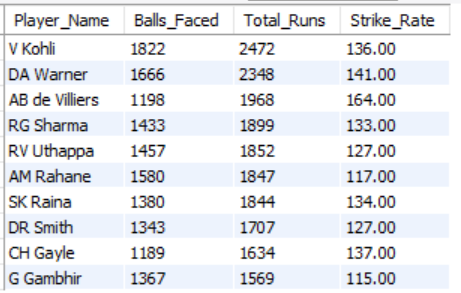 Player_Name Balls_Faced Total_Runs Strike_Rate
V Kohli 1822 2472 136.00
DA Warner 1666 2348 141.00
AB de Villiers 1198 1968 164.00
RG Sharma 1433 1899 133.00
RV Uthappa 1457 1852 127.00
AM Rahane 1580 1847 117.00
SK Raina 1380 1844 134.00
DR Smith 1343 1707 127.00
CH Gayle 1189 1634 137.00
G Gambhir 1367 1569 115.00